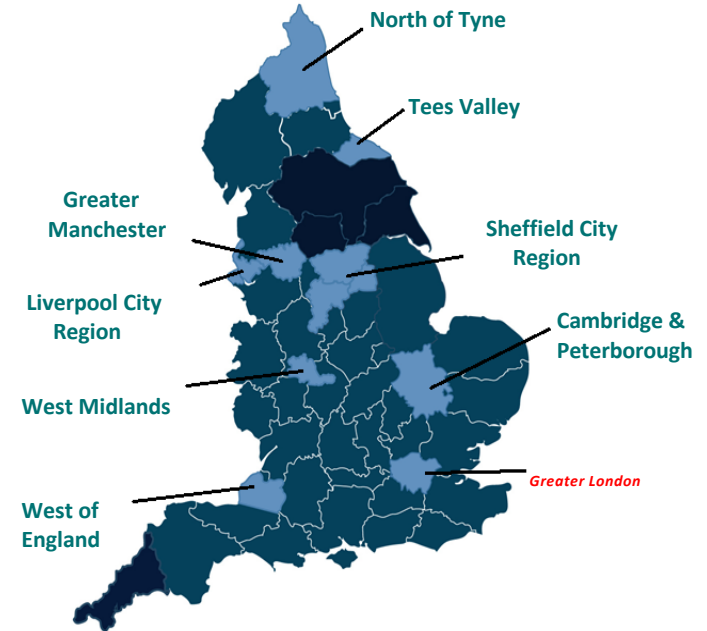 North of Tyne
Tees Valley
Greater
Manchester
Sheffield City
Region
Liverpool City
Region
Cambridge &
Peterborough
West Midlands
Greater London
West of
England